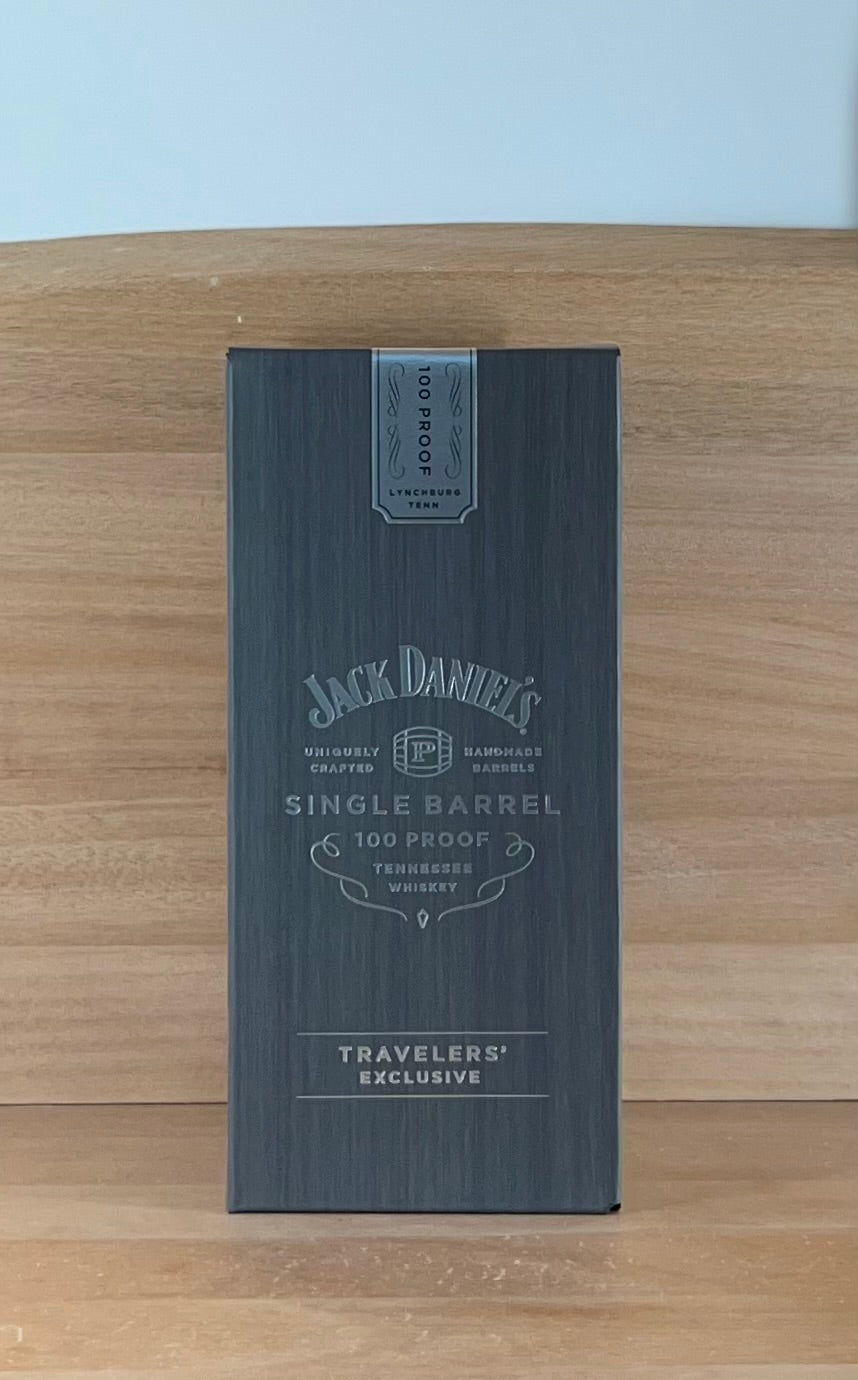 100 PROOF
LYNCHBURG
TENN
JACK DANIEL'S
UNIQUELY
CRAFTED
P
HANDMADE
BARRELS
SINGLE BARREL
100 PROOF
TENNESSEE
WHISKEY
TRAVELERS'
EXCLUSIVE